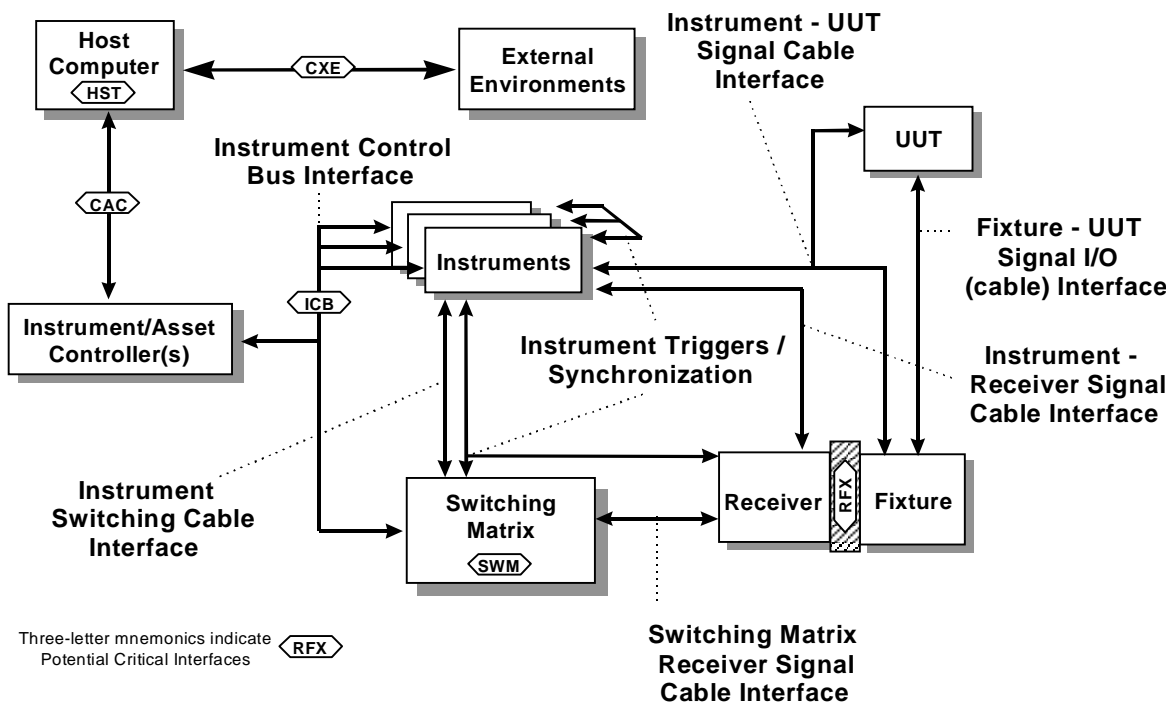 Host
Computer
HST
CXE
External
Environments
Instrument - UUT
Signal Cable
Interface
UUT
Instrument Control
Bus Interface
CAC
Instruments
Fixture - UUT
Signal I/O
(cable) Interface
ICB
Instrument/Asset
Controller(s)
Instrument Triggers /
Synchronization
Instrument -
Receiver Signal
Cable Interface
Instrument
Switching Cable
Interface
Switching
Matrix
SWM
Receiver
RFX
Fixture
Three-letter mnemonics indicate
Potential Critical Interfaces
RFX
Switching Matrix
Receiver Signal
Cable Interface